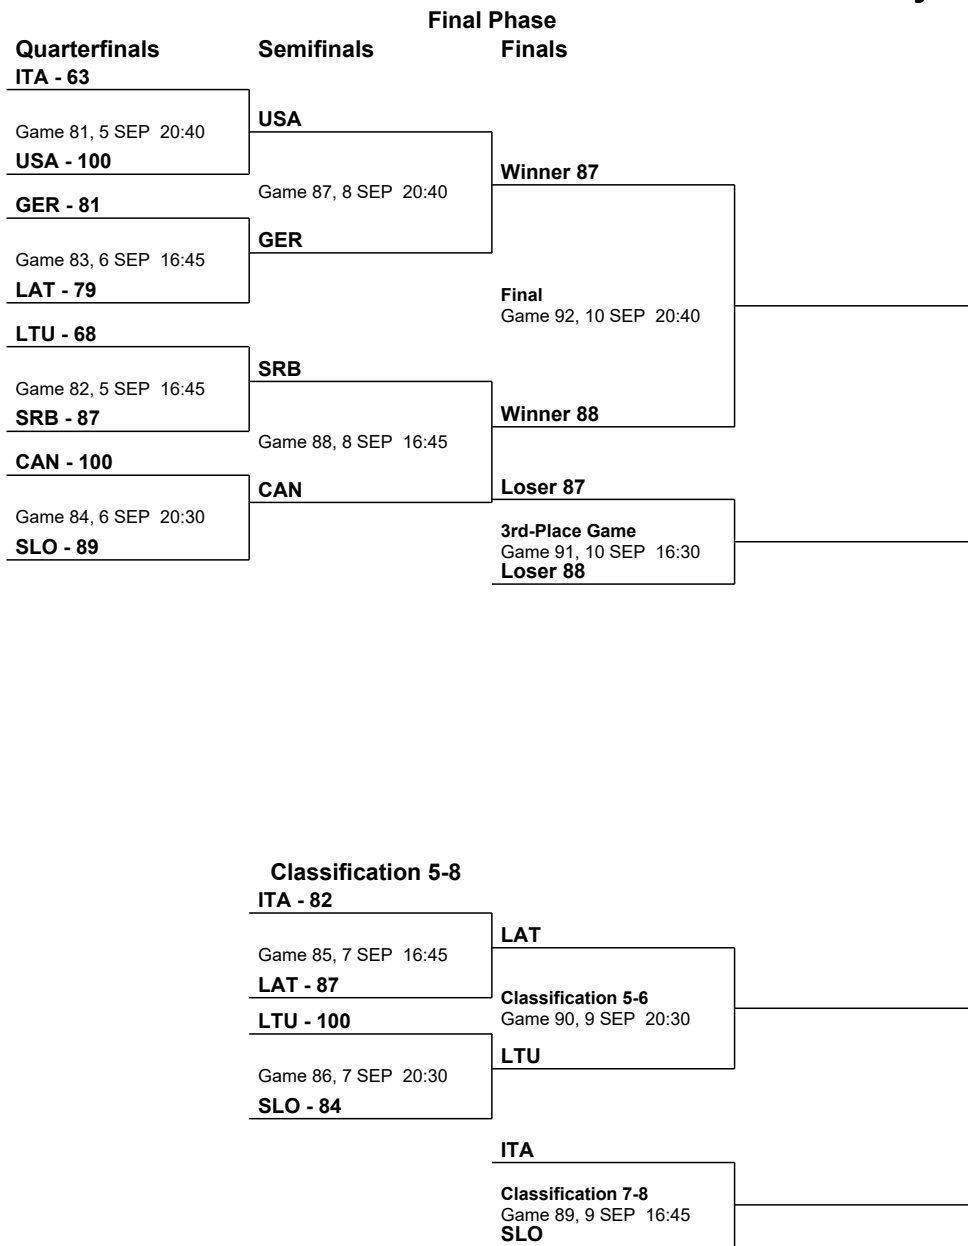 Final Phase
Quarterfinals
Semifinals
Finals
ITA - 63
Game 81, 5 SEP 20:40
USA - 100
GER - 81
Game 83, 6 SEP 16:45
LAT - 79
LTU - 68
Game 82, 5 SEP 16:45
SRB - 87
CAN - 100
Game 84, 6 SEP 20:30
SLO - 89
USA
Game 87, 8 SEP 20:40
GER
SRB
Game 88, 8 SEP 16:45
CAN
Winner 87
Final
Game 92, 10 SEP 20:40
Winner 88
Loser 87
3rd-Place Game
Game 91, 10 SEP 16:30
Loser 88
Classification 5-8
ITA - 82
Game 85, 7 SEP 16:45
LAT - 87
LTU - 100
Game 86, 7 SEP 20:30
SLO - 84
LAT
Classification 5-6
Game 90, 9 SEP 20:30
LTU
ITA
Classification 7-8
Game 89, 9 SEP 16:45
SLO